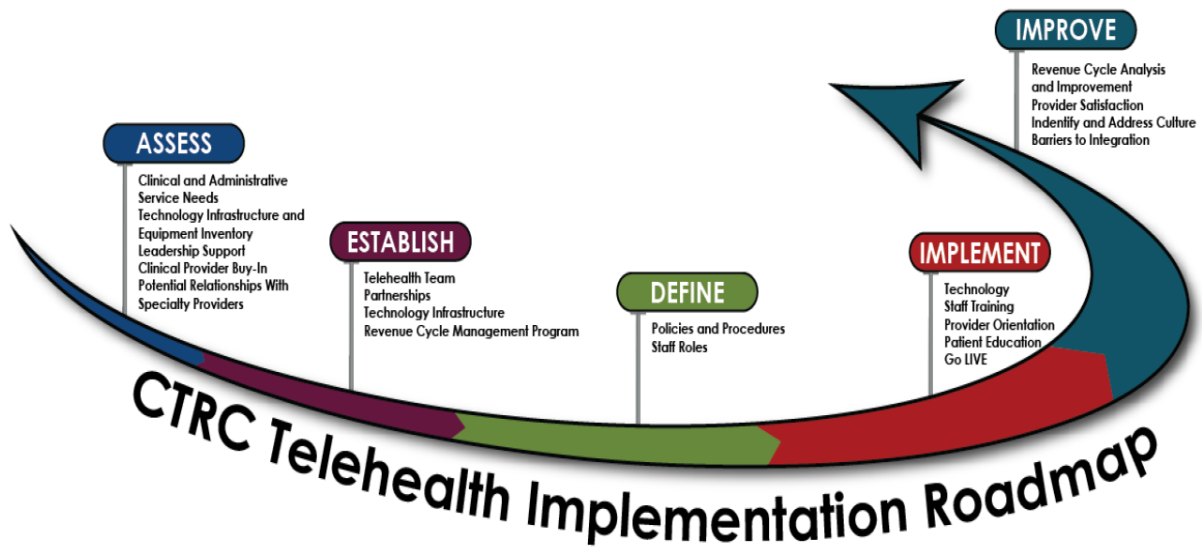 ASSESS
Clinical and Administrative
Service Needs
Technology Infrastructure and
Equipment Inventory
Leadership Support
Clinical Provider Buy-In
Potential Relationships With
Specialty Providers
ESTABLISH
Telehealth Team
Partnerships
Technology Infrastructure
Revenue Cycle Management Program
DEFINE
Policies and Procedures
Staff Roles
IMPLEMENT
Technology
Staff Training
Provider Orientation
Patient Education
Go LIVE
IMPROVE
Revenue Cycle Analysis
and Improvement
Provider Satisfaction
Indentify and Address Culture
Barriers to Integration
CTRC Telehealth Implementation Roadmap